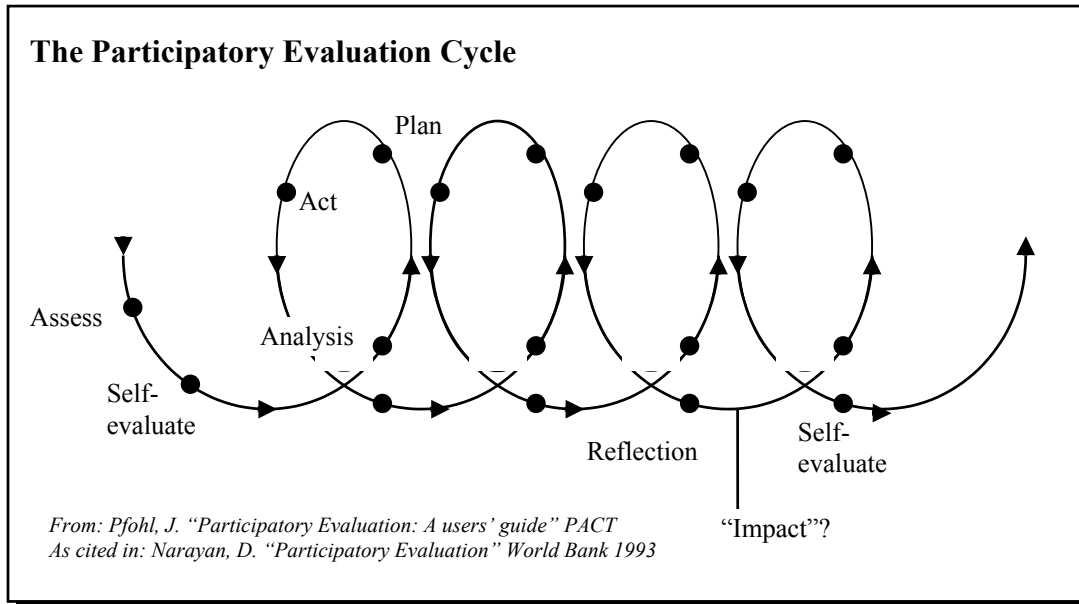 The Participatory Evaluation Cycle
Plan
Act
Assess
Analysis
Self-
evaluate
Reflection
Self-
evaluate
“Impact”?
From: Pfohl, J. “Participatory Evaluation: A users’ guide” PACT
As cited in: Narayan, D. “Participatory Evaluation” World Bank 1993